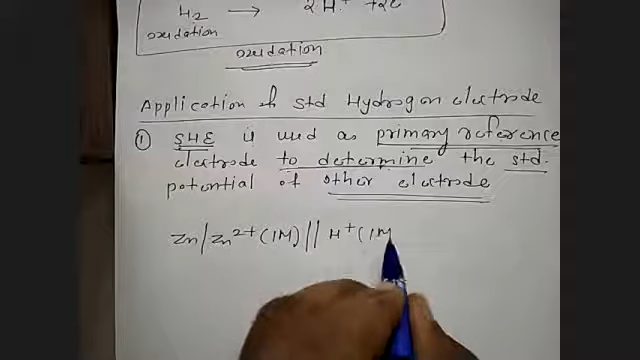 H₂ ⟶ 2H⁺ + 2e
oxidation
oxidation
Application of Std Hydrogen electrode
① SHE is used as primary reference
electrode to determine the std.
potential of other electrode
Zn/Zn²⁺(1M)||H⁺(1M